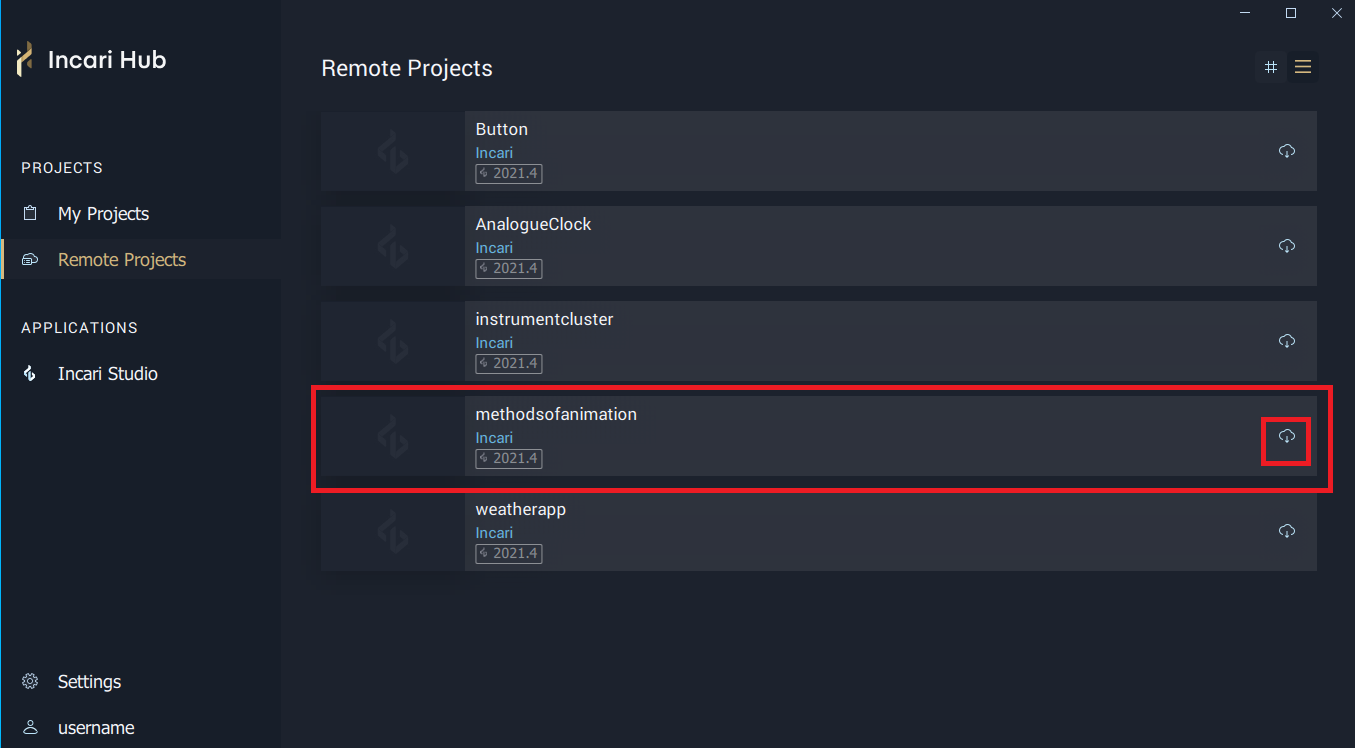 Incari Hub
PROJECTS
My Projects
Remote Projects
APPLICATIONS
Incari Studio
Settings
username
Remote Projects
Button
Incari
2021.4
AnalogueClock
Incari
2021.4
instrumentcluster
Incari
2021.4
methodsofanimation
Incari
2021.4
weatherapp
Incari
2021.4